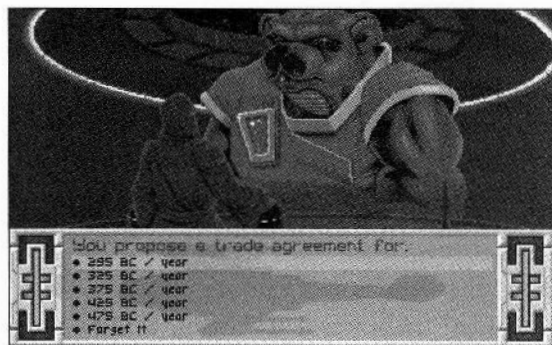 You propose a trade agreement for:
• 295 BC / year
• 325 BC / year
• 375 BC / year
• 425 BC / year
• 475 BC / year
• Forget it